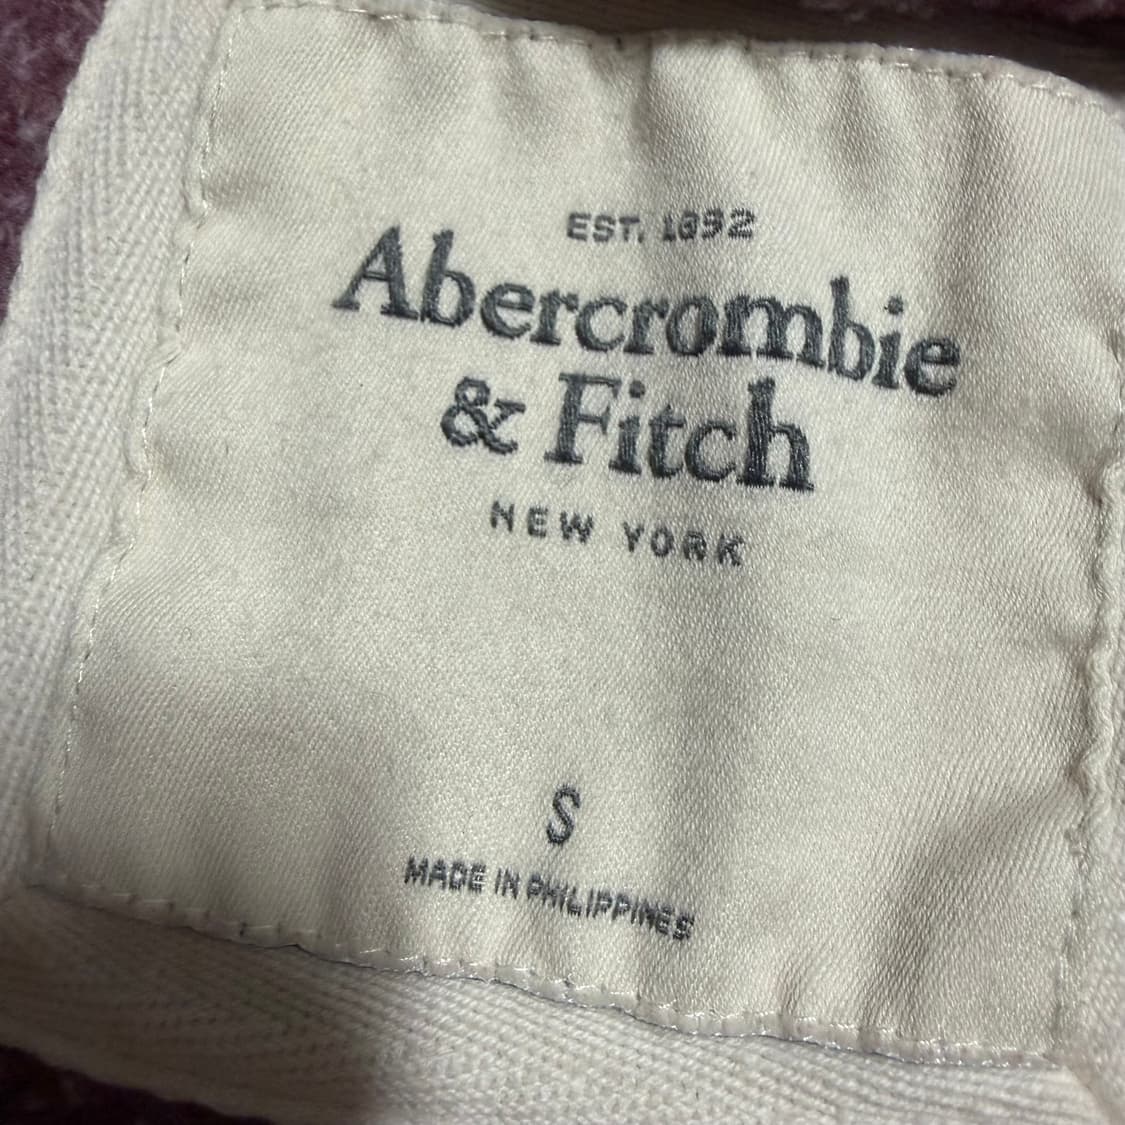 EST. 1892
Abercrombie
& Fitch
NEW YORK
S
MADE IN PHILIPPINES